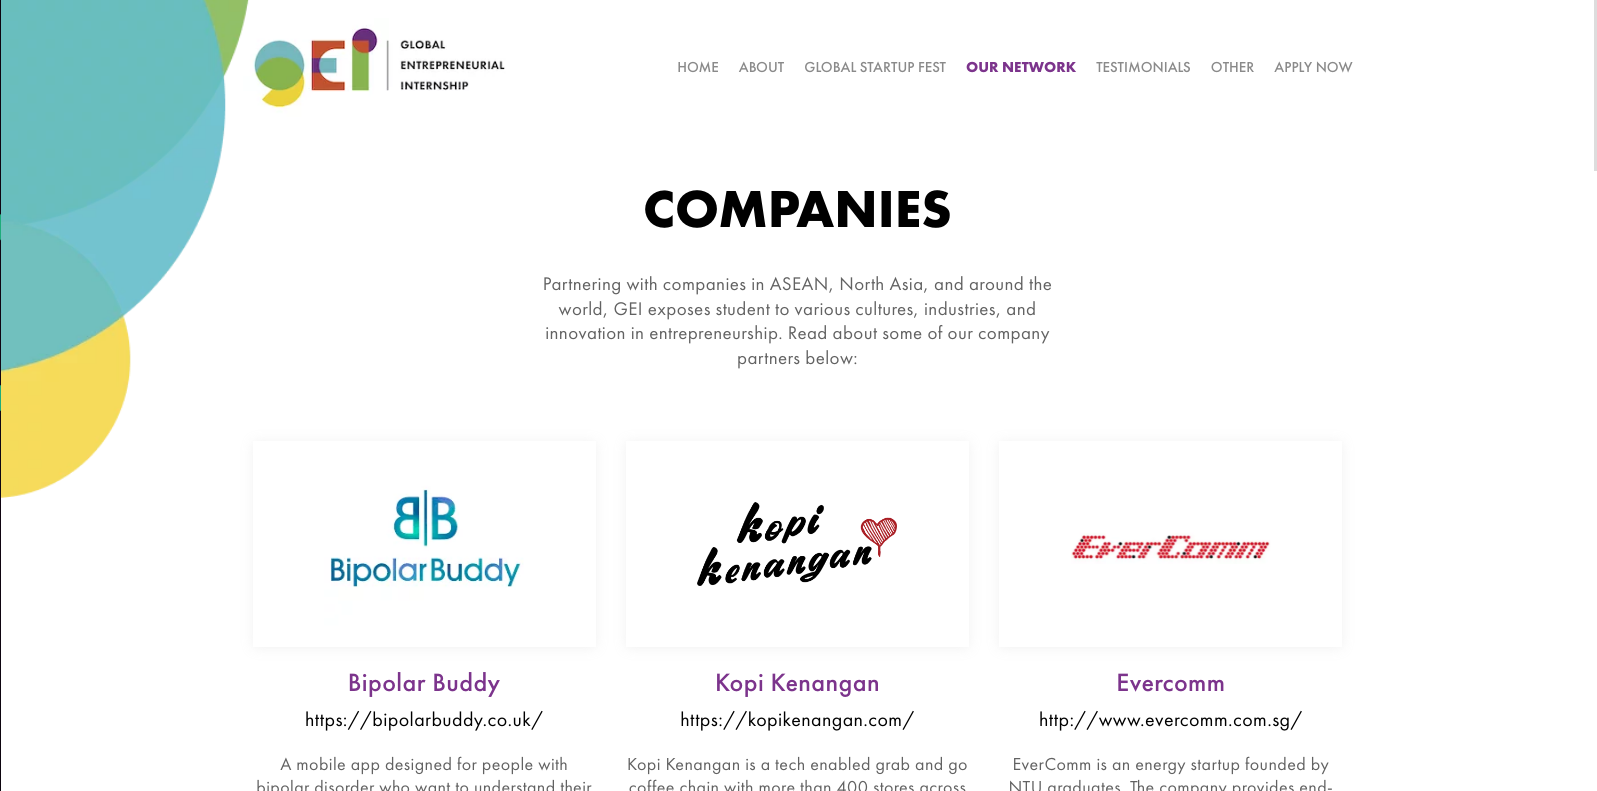 gEi
GLOBAL
ENTREPRENEURIAL
INTERNSHIP
HOME ABOUT GLOBAL STARTUP FEST OUR NETWORK TESTIMONIALS OTHER APPLY NOW
COMPANIES
Partnering with companies in ASEAN, North Asia, and around the
world, GEI exposes student to various cultures, industries, and
innovation in entrepreneurship. Read about some of our company
partners below:
B|B
BipolarBuddy
kopi
kenangan
EverComm
Bipolar Buddy
https://bipolarbuddy.co.uk/
A mobile app designed for people with
bipolar disorder who want to understand their
Kopi Kenangan
https://kopikenangan.com/
Kopi Kenangan is a tech enabled grab and go
coffee chain with more than 400 stores across
Evercomm
http://www.evercomm.com.sg/
EverComm is an energy startup founded by
NTU graduates. The company provides end-